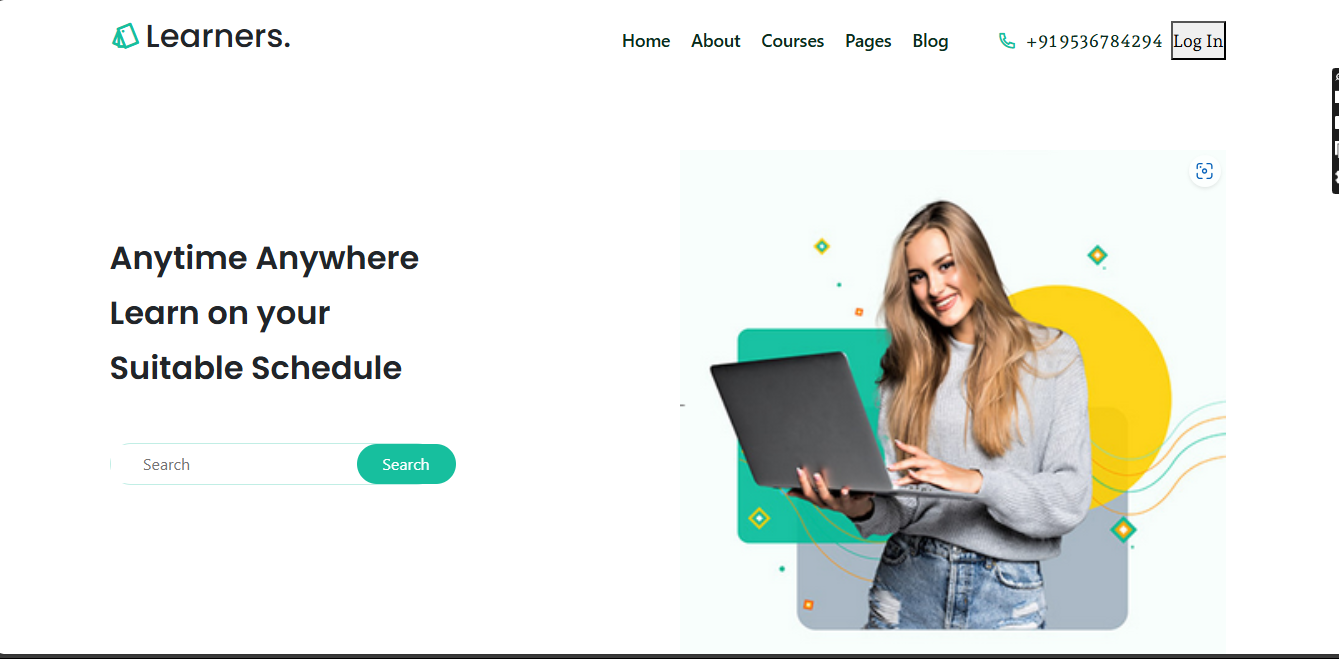 Learners.
Home About Courses Pages Blog +919536784294 Log In
Anytime Anywhere
Learn on your
Suitable Schedule
Search Search